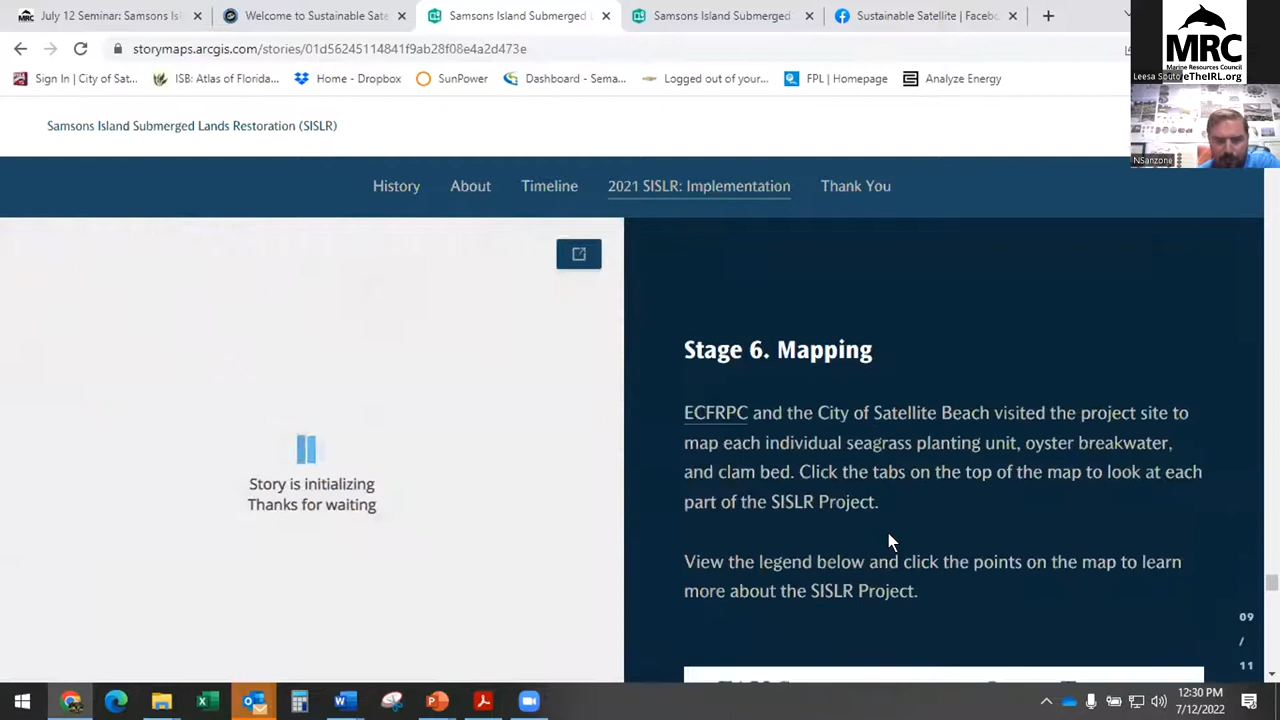 July 12 Seminar: Samsons Isl
Welcome to Sustainable Sate
Samsons Island Submerged
Samsons Island Submerged
Sustainable Satellite | Facebo
storymaps.arcgis.com/stories/01d56245114841f9ab28f08e4a2d473e
Sign In | City of Sat...
ISB: Atlas of Florida...
Home - Dropbox
SunPower
Dashboard - Sema...
Logged out of your...
FPL | Homepage
Analyze Energy
MRC
Marine Resources Council
Leesa Souto
eTheIRL.org
NSanzone
Samsons Island Submerged Lands Restoration (SISLR)
History
About
Timeline
2021 SISLR: Implementation
Thank You
Story is initializing
Thanks for waiting
Stage 6. Mapping
ECFRPC and the City of Satellite Beach visited the project site to
map each individual seagrass planting unit, oyster breakwater,
and clam bed. Click the tabs on the top of the map to look at each
part of the SISLR Project.
View the legend below and click the points on the map to learn
more about the SISLR Project.
09
/
11
12:30 PM
7/12/2022